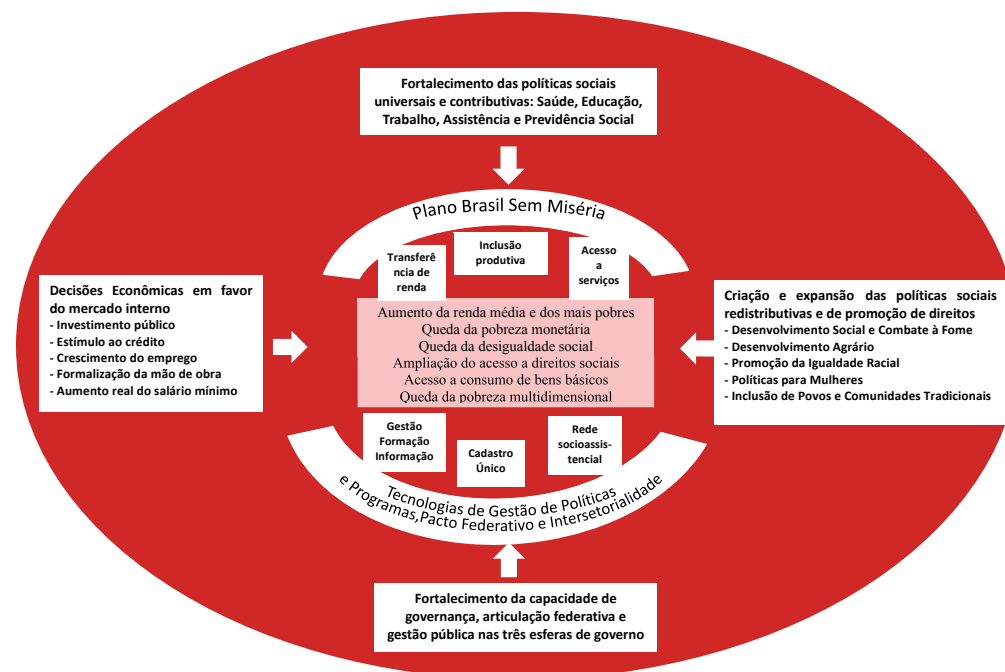 Fortalecimento das políticas sociais
universais e contributivas: Saúde, Educação,
Trabalho, Assistência e Previdência Social
Plano Brasil Sem Miséria
Transferê
ncia de
renda
Inclusão
produtiva
Acesso
a
serviços
Decisões Econômicas em favor
do mercado interno
- Investimento público
- Estímulo ao crédito
- Crescimento do emprego
- Formalização da mão de obra
- Aumento real do salário mínimo
Aumento da renda média e dos mais pobres
Queda da pobreza monetária
Queda da desigualdade social
Ampliação do acesso a direitos sociais
Acesso a consumo de bens básicos
Queda da pobreza multidimensional
Criação e expansão das políticas sociais
redistributivas e de promoção de direitos
- Desenvolvimento Social e Combate à Fome
- Desenvolvimento Agrário
- Promoção da Igualdade Racial
- Políticas para Mulheres
- Inclusão de Povos e Comunidades Tradicionais
Gestão
Formação
Informação
Cadastro
Único
Rede
socioassis-
tencial
Tecnologias de Gestão de Políticas
e Programas,Pacto Federativo e Intersetorialidade
Fortalecimento da capacidade de
governança, articulação federativa e
gestão pública nas três esferas de governo